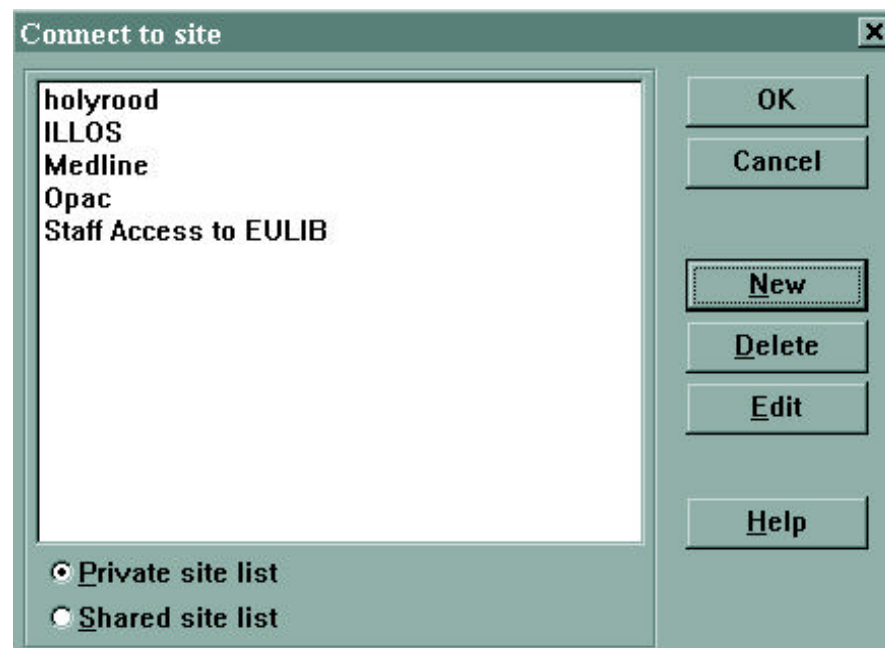 Connect to site
holyrood
ILLOS
Medline
Opac
Staff Access to EULIB
Private site list
Shared site list
OK
Cancel
New
Delete
Edit
Help